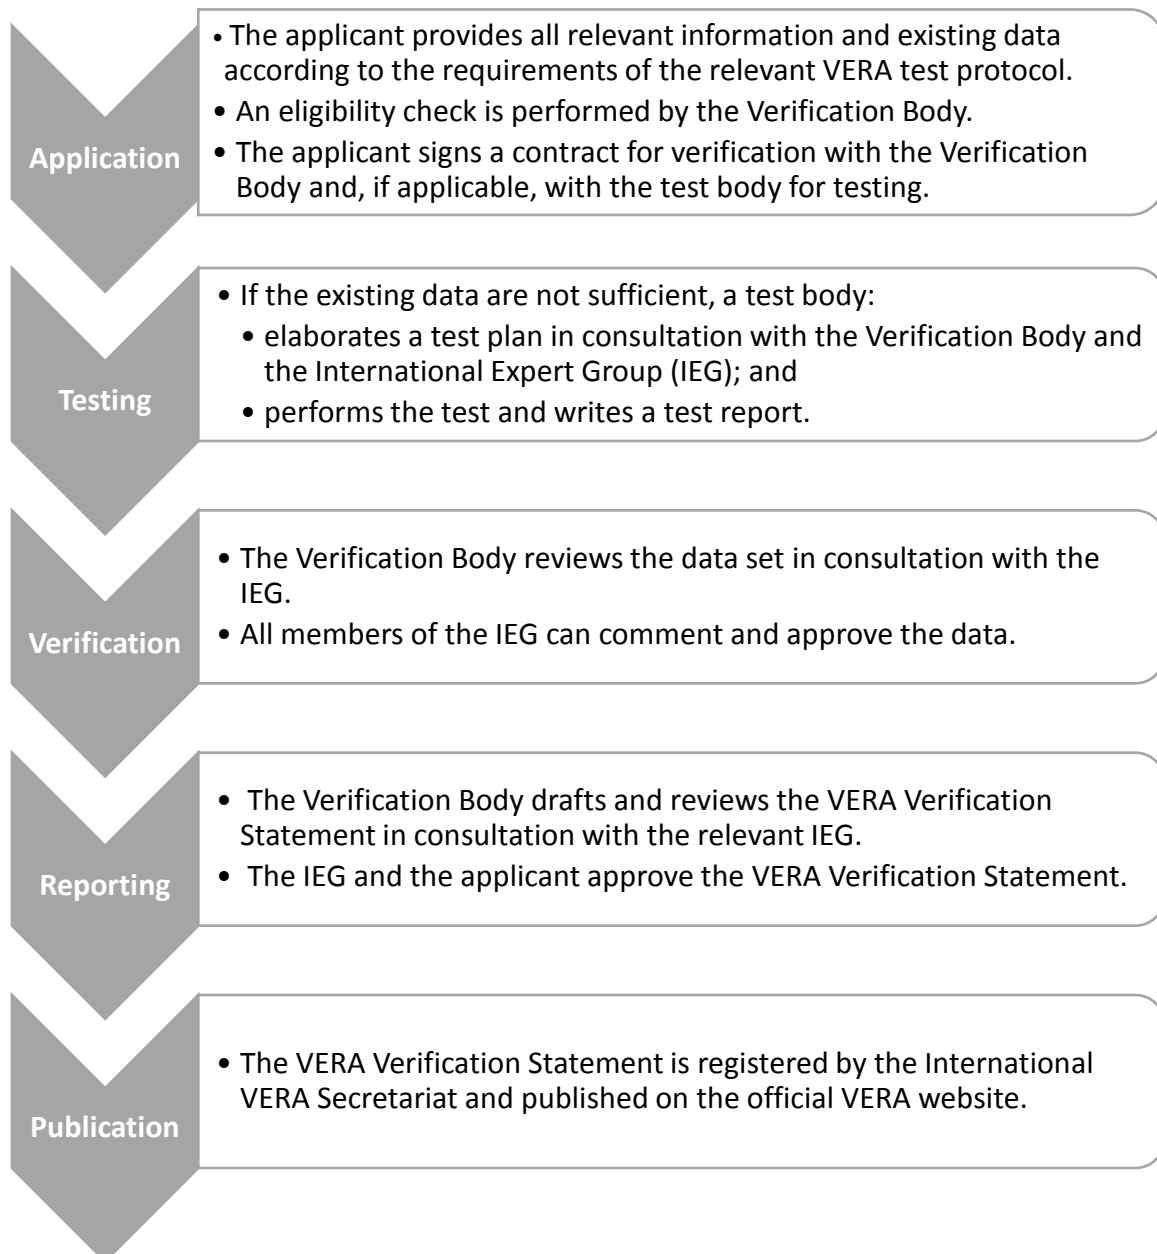 Application
• The applicant provides all relevant information and existing data
according to the requirements of the relevant VERA test protocol.
• An eligibility check is performed by the Verification Body.
• The applicant signs a contract for verification with the Verification
Body and, if applicable, with the test body for testing.
Testing
• If the existing data are not sufficient, a test body:
• elaborates a test plan in consultation with the Verification Body and
the International Expert Group (IEG); and
• performs the test and writes a test report.
Verification
• The Verification Body reviews the data set in consultation with the
IEG.
• All members of the IEG can comment and approve the data.
Reporting
• The Verification Body drafts and reviews the VERA Verification
Statement in consultation with the relevant IEG.
• The IEG and the applicant approve the VERA Verification Statement.
Publication
• The VERA Verification Statement is registered by the International
VERA Secretariat and published on the official VERA website.